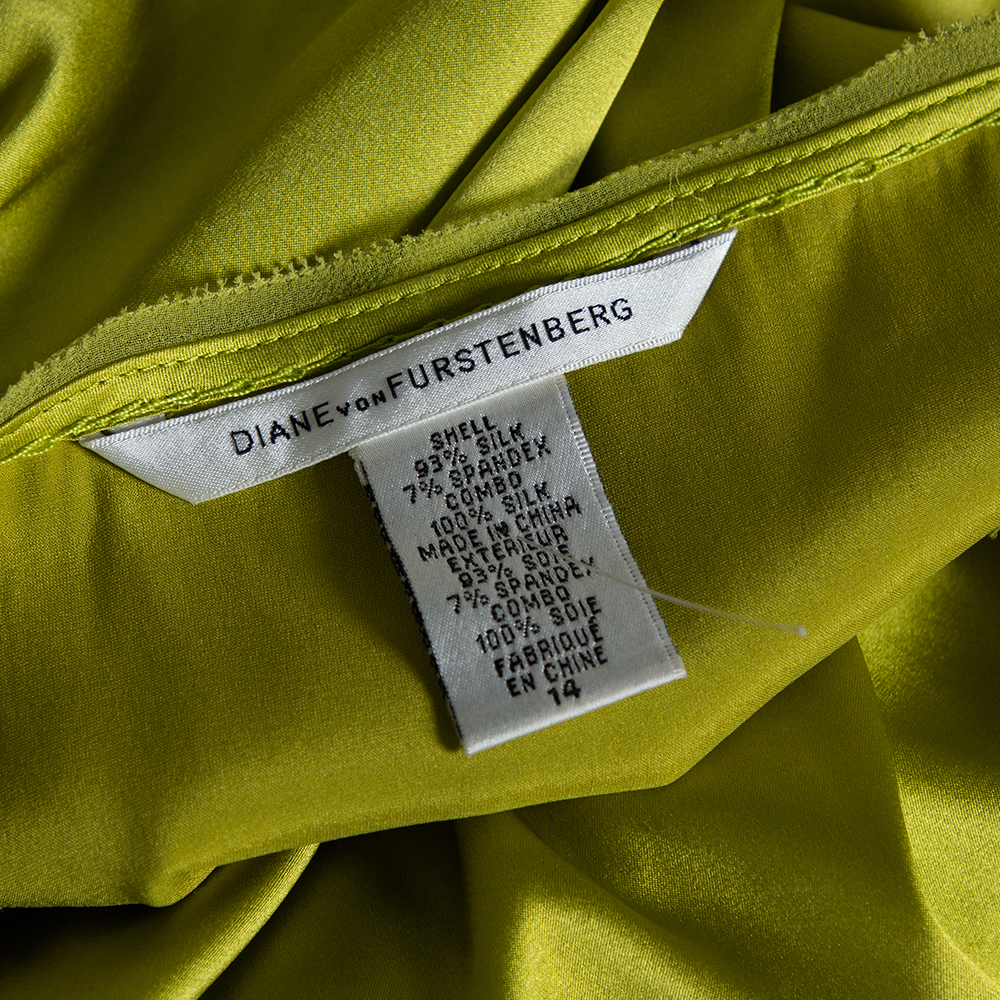 DIANE VON FURSTENBERG
SHELL
93% SILK
7% SPANDEX
COMBO
100% SILK
MADE IN CHINA
EXTERIEUR
93% SOIE
7% SPANDEX
COMBO
100% SOIE
FABRIQUÉ
EN CHINE
14